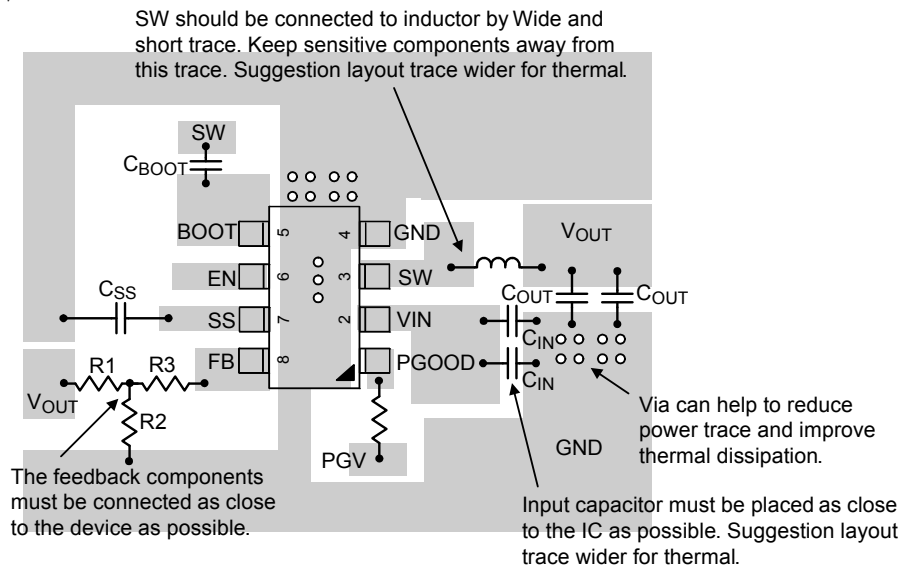 SW should be connected to inductor by Wide and
short trace. Keep sensitive components away from
this trace. Suggestion layout trace wider for thermal.
SW
CBOOT
BOOT
5
4
GND
VOUT
EN
6
3
SW
CSS
COUT
COUT
SS
7
2
VIN
CIN
FB
8
PGOOD
CIN
R1
R3
VOUT
R2
PGV
GND
Via can help to reduce
power trace and improve
thermal dissipation.
The feedback components
must be connected as close
to the device as possible.
Input capacitor must be placed as close
to the IC as possible. Suggestion layout
trace wider for thermal.